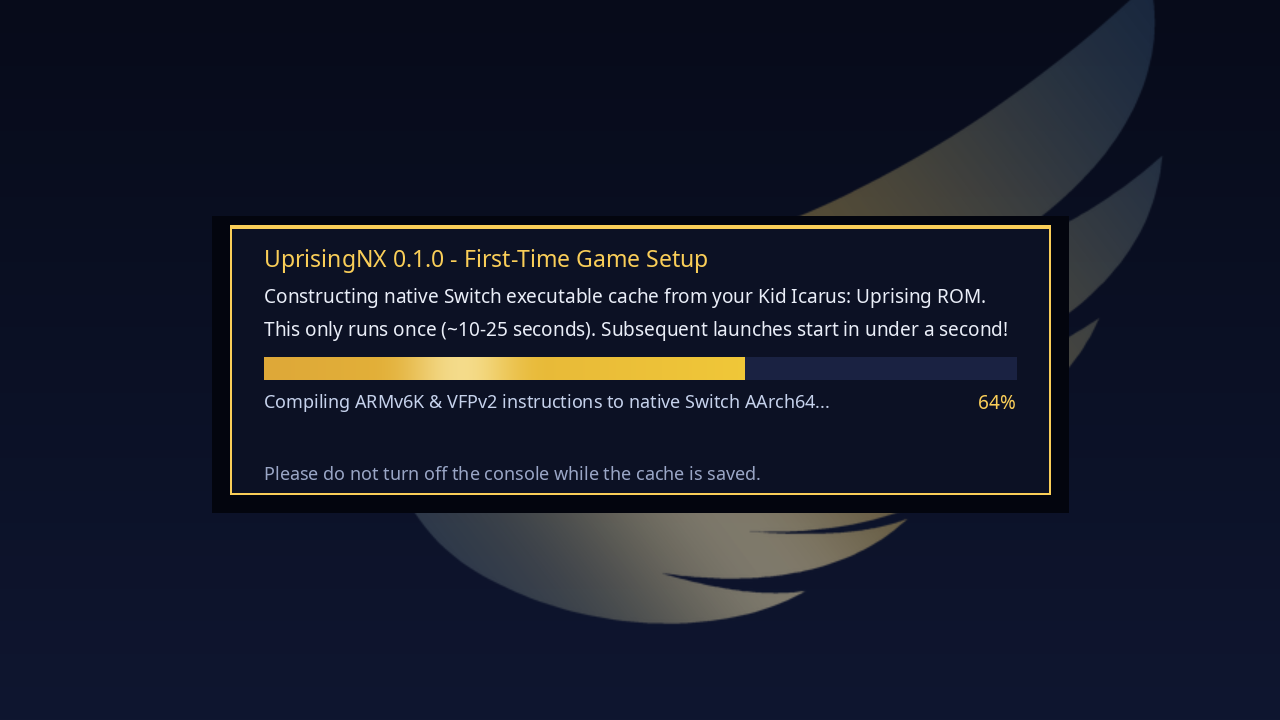 UprisingNX 0.1.0 - First-Time Game Setup
Constructing native Switch executable cache from your Kid Icarus: Uprising ROM.
This only runs once (~10-25 seconds). Subsequent launches start in under a second!
Compiling ARMv6K & VFPv2 instructions to native Switch AArch64...
64%
Please do not turn off the console while the cache is saved.